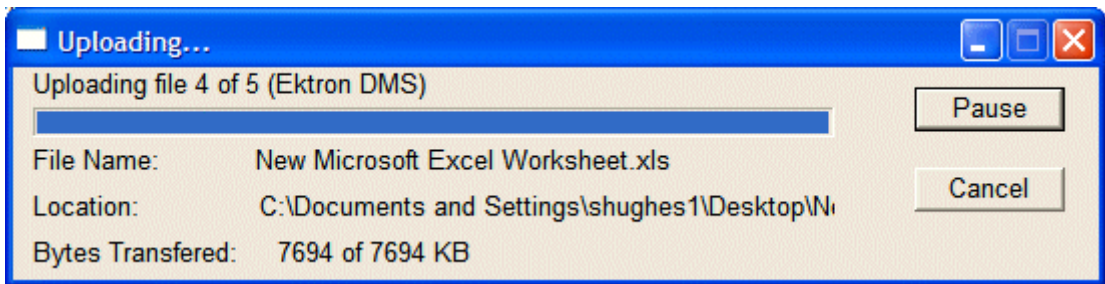 Uploading...
Uploading file 4 of 5 (Ektron DMS)
Pause
File Name: New Microsoft Excel Worksheet.xls
Location: C:\Documents and Settings\shughes1\Desktop\N
Cancel
Bytes Transfered: 7694 of 7694 KB